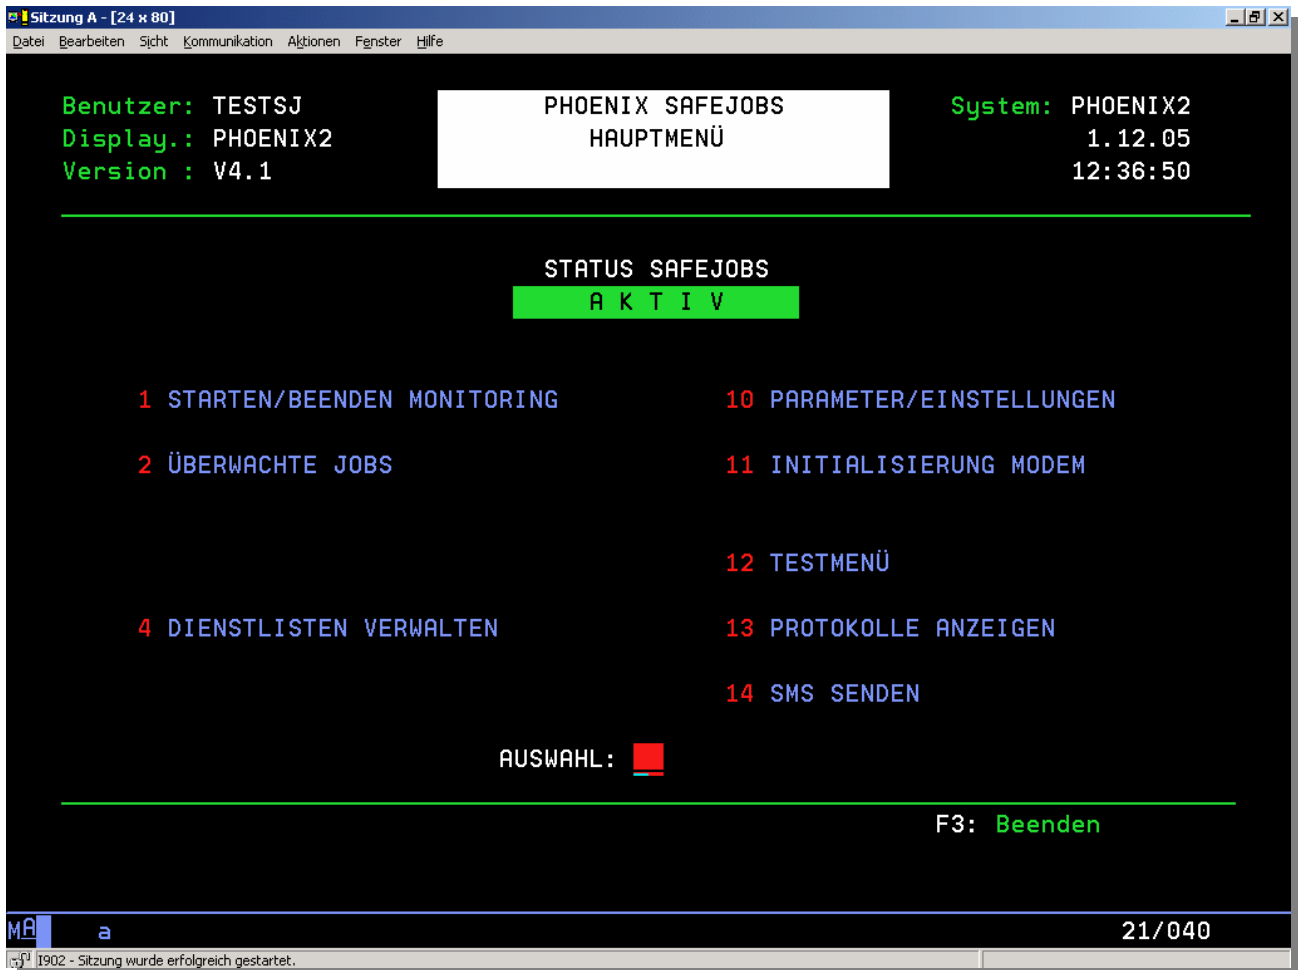 Sitzung A - [24 x 80]
Datei Bearbeiten Sicht Kommunikation Aktionen Fenster Hilfe
Benutzer: TESTSJ PHOENIX SAFEJOBS System: PHOENIX2
Display.: PHOENIX2 HAUPTMENÜ 1.12.05
Version : V4.1 12:36:50
STATUS SAFEJOBS
A K T I V
1 STARTEN/BEENDEN MONITORING 10 PARAMETER/EINSTELLUNGEN
2 ÜBERWACHTE JOBS 11 INITIALISIERUNG MODEM
12 TESTMENÜ
4 DIENSTLISTEN VERWALTEN 13 PROTOKOLLE ANZEIGEN
14 SMS SENDEN
AUSWAHL:
F3: Beenden
MA a 21/040
I902 - Sitzung wurde erfolgreich gestartet.